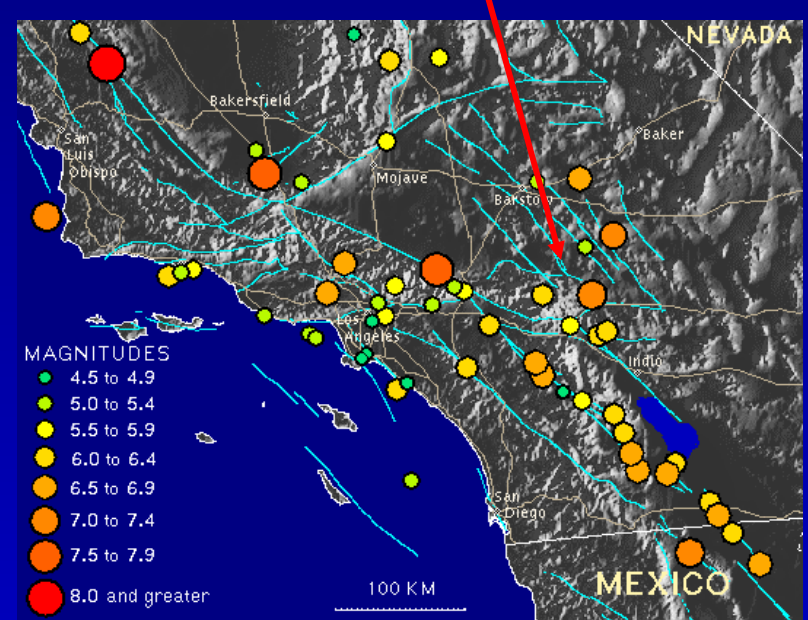 NEVADA
Bakersfield
Baker
San
Luis
Obispo
Mojave
Barstow
Los
Angeles
Indio
MAGNITUDES
4.5 to 4.9
5.0 to 5.4
5.5 to 5.9
6.0 to 6.4
6.5 to 6.9
7.0 to 7.4
7.5 to 7.9
8.0 and greater
San
Diego
100 KM
MEXICO